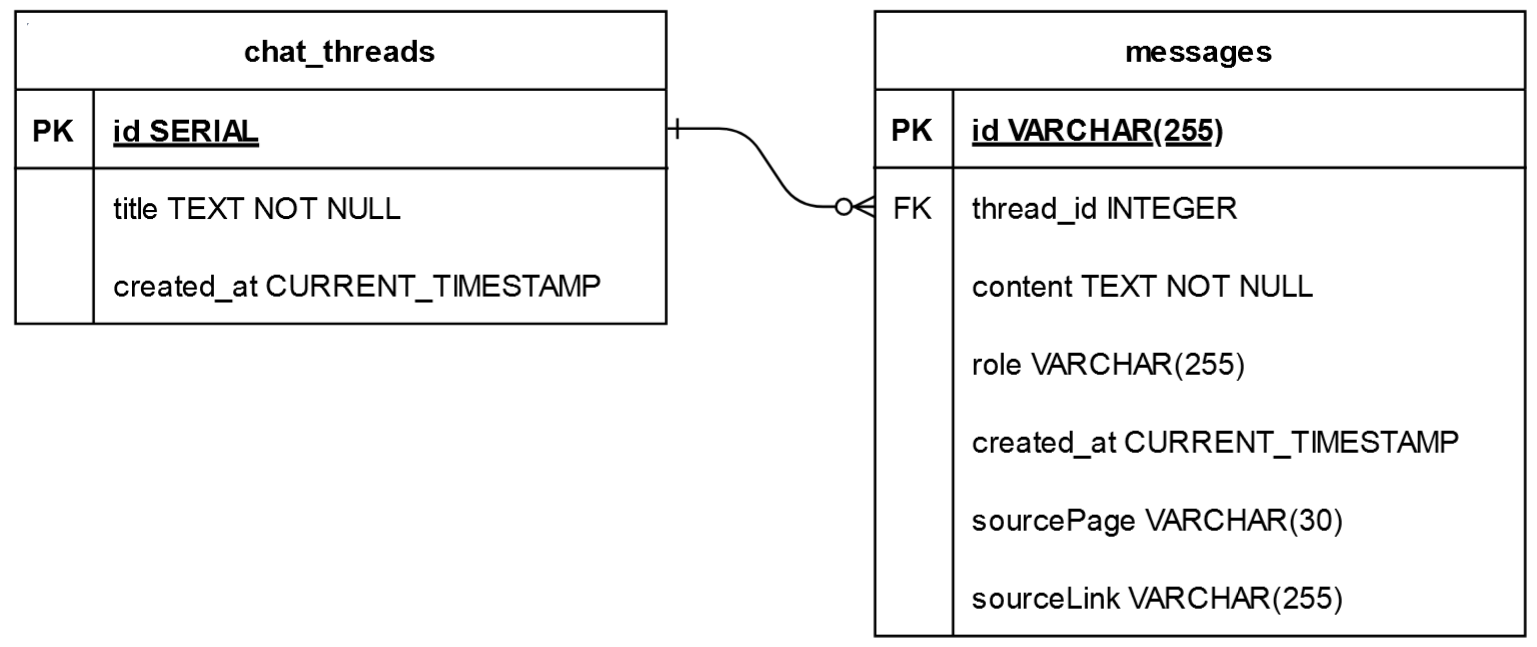 chat_threads
PK id SERIAL
title TEXT NOT NULL
created_at CURRENT_TIMESTAMP
messages
PK id VARCHAR(255)
FK thread_id INTEGER
content TEXT NOT NULL
role VARCHAR(255)
created_at CURRENT_TIMESTAMP
sourcePage VARCHAR(30)
sourceLink VARCHAR(255)